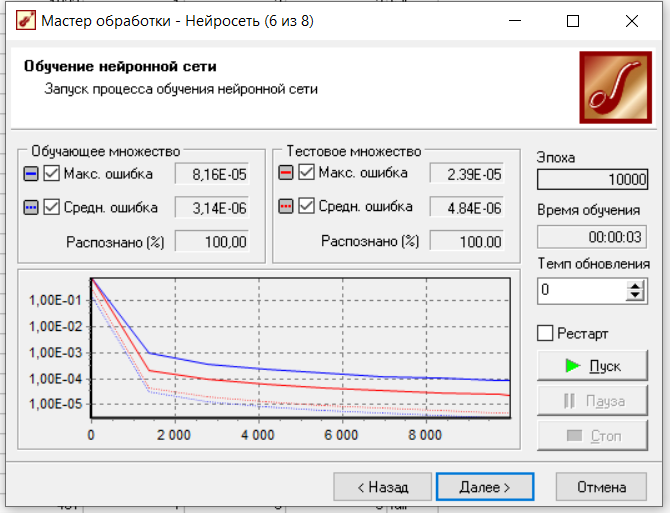 Мастер обработки - Нейросеть (6 из 8)
Обучение нейронной сети
Запуск процесса обучения нейронной сети
Обучающее множество
Макс. ошибка 8,16E-05
Средн. ошибка 3,14E-06
Распознано (%) 100,00
Тестовое множество
Макс. ошибка 2.39E-05
Средн. ошибка 4.84E-06
Распознано (%) 100.00
Эпоха
10000
Время обучения
00:00:03
Темп обновления
0
Рестарт
Пуск
Пауза
Стоп
1,00E-01
1,00E-02
1,00E-03
1,00E-04
1,00E-05
0 2 000 4 000 6 000 8 000
< Назад Далее > Отмена